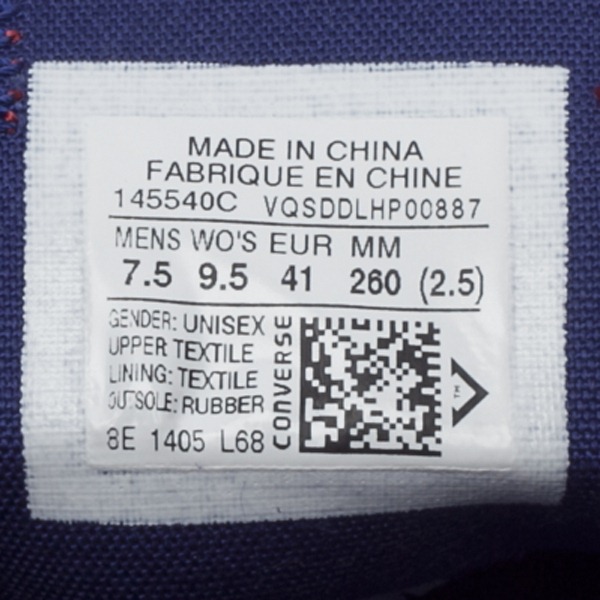 MADE IN CHINA
FABRIQUE EN CHINE
145540C VQSDDLHP00887
MENS WO'S EUR MM
7.5 9.5 41 260 (2.5)
GENDER: UNISEX
UPPER TEXTILE
LINING: TEXTILE
OUTSOLE: RUBBER
8E 1405 L68
CONVERSE
TM